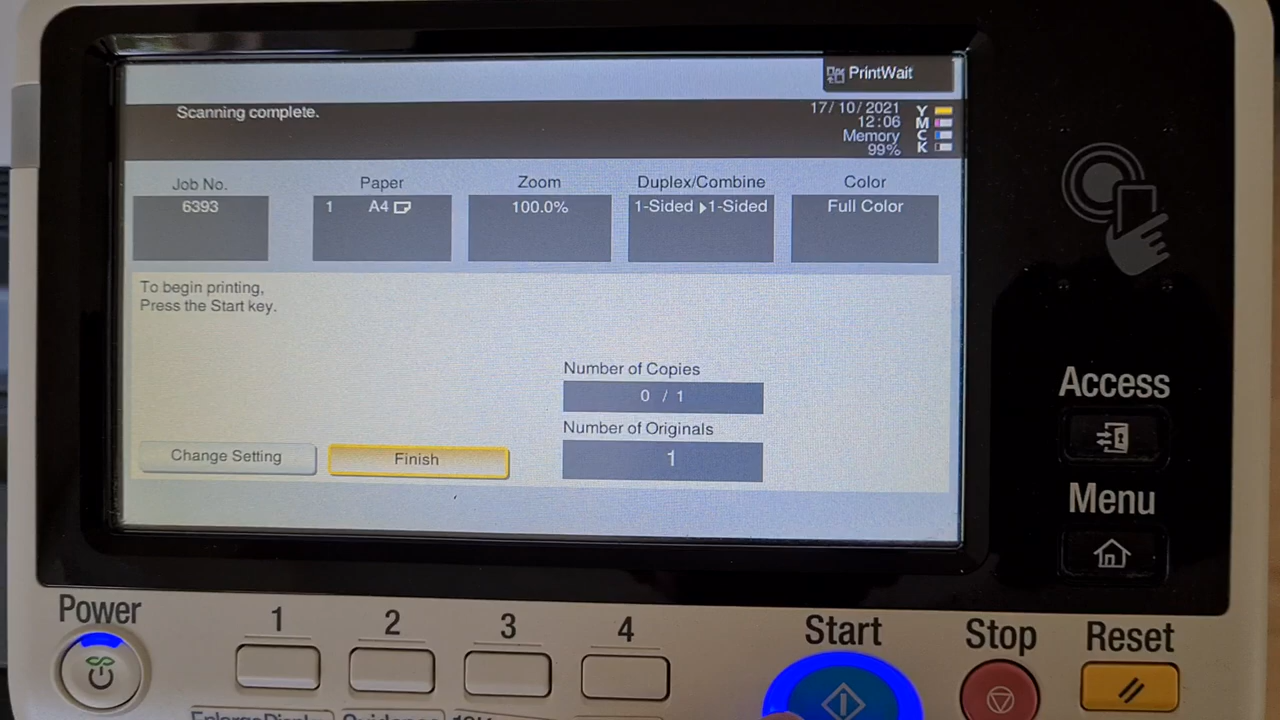 PrintWait
Scanning complete.
17/10/2021
12:06
Memory
99%
Y
M
C
K
Job No.
Paper
Zoom
Duplex/Combine
Color
6393
1 A4
100.0%
1-Sided ▶1-Sided
Full Color
To begin printing,
Press the Start key.
Number of Copies
0 / 1
Number of Originals
1
Change Setting
Finish
Access
Menu
Power
1
2
3
4
Start
Stop
Reset
Enlarge Display
Guidance